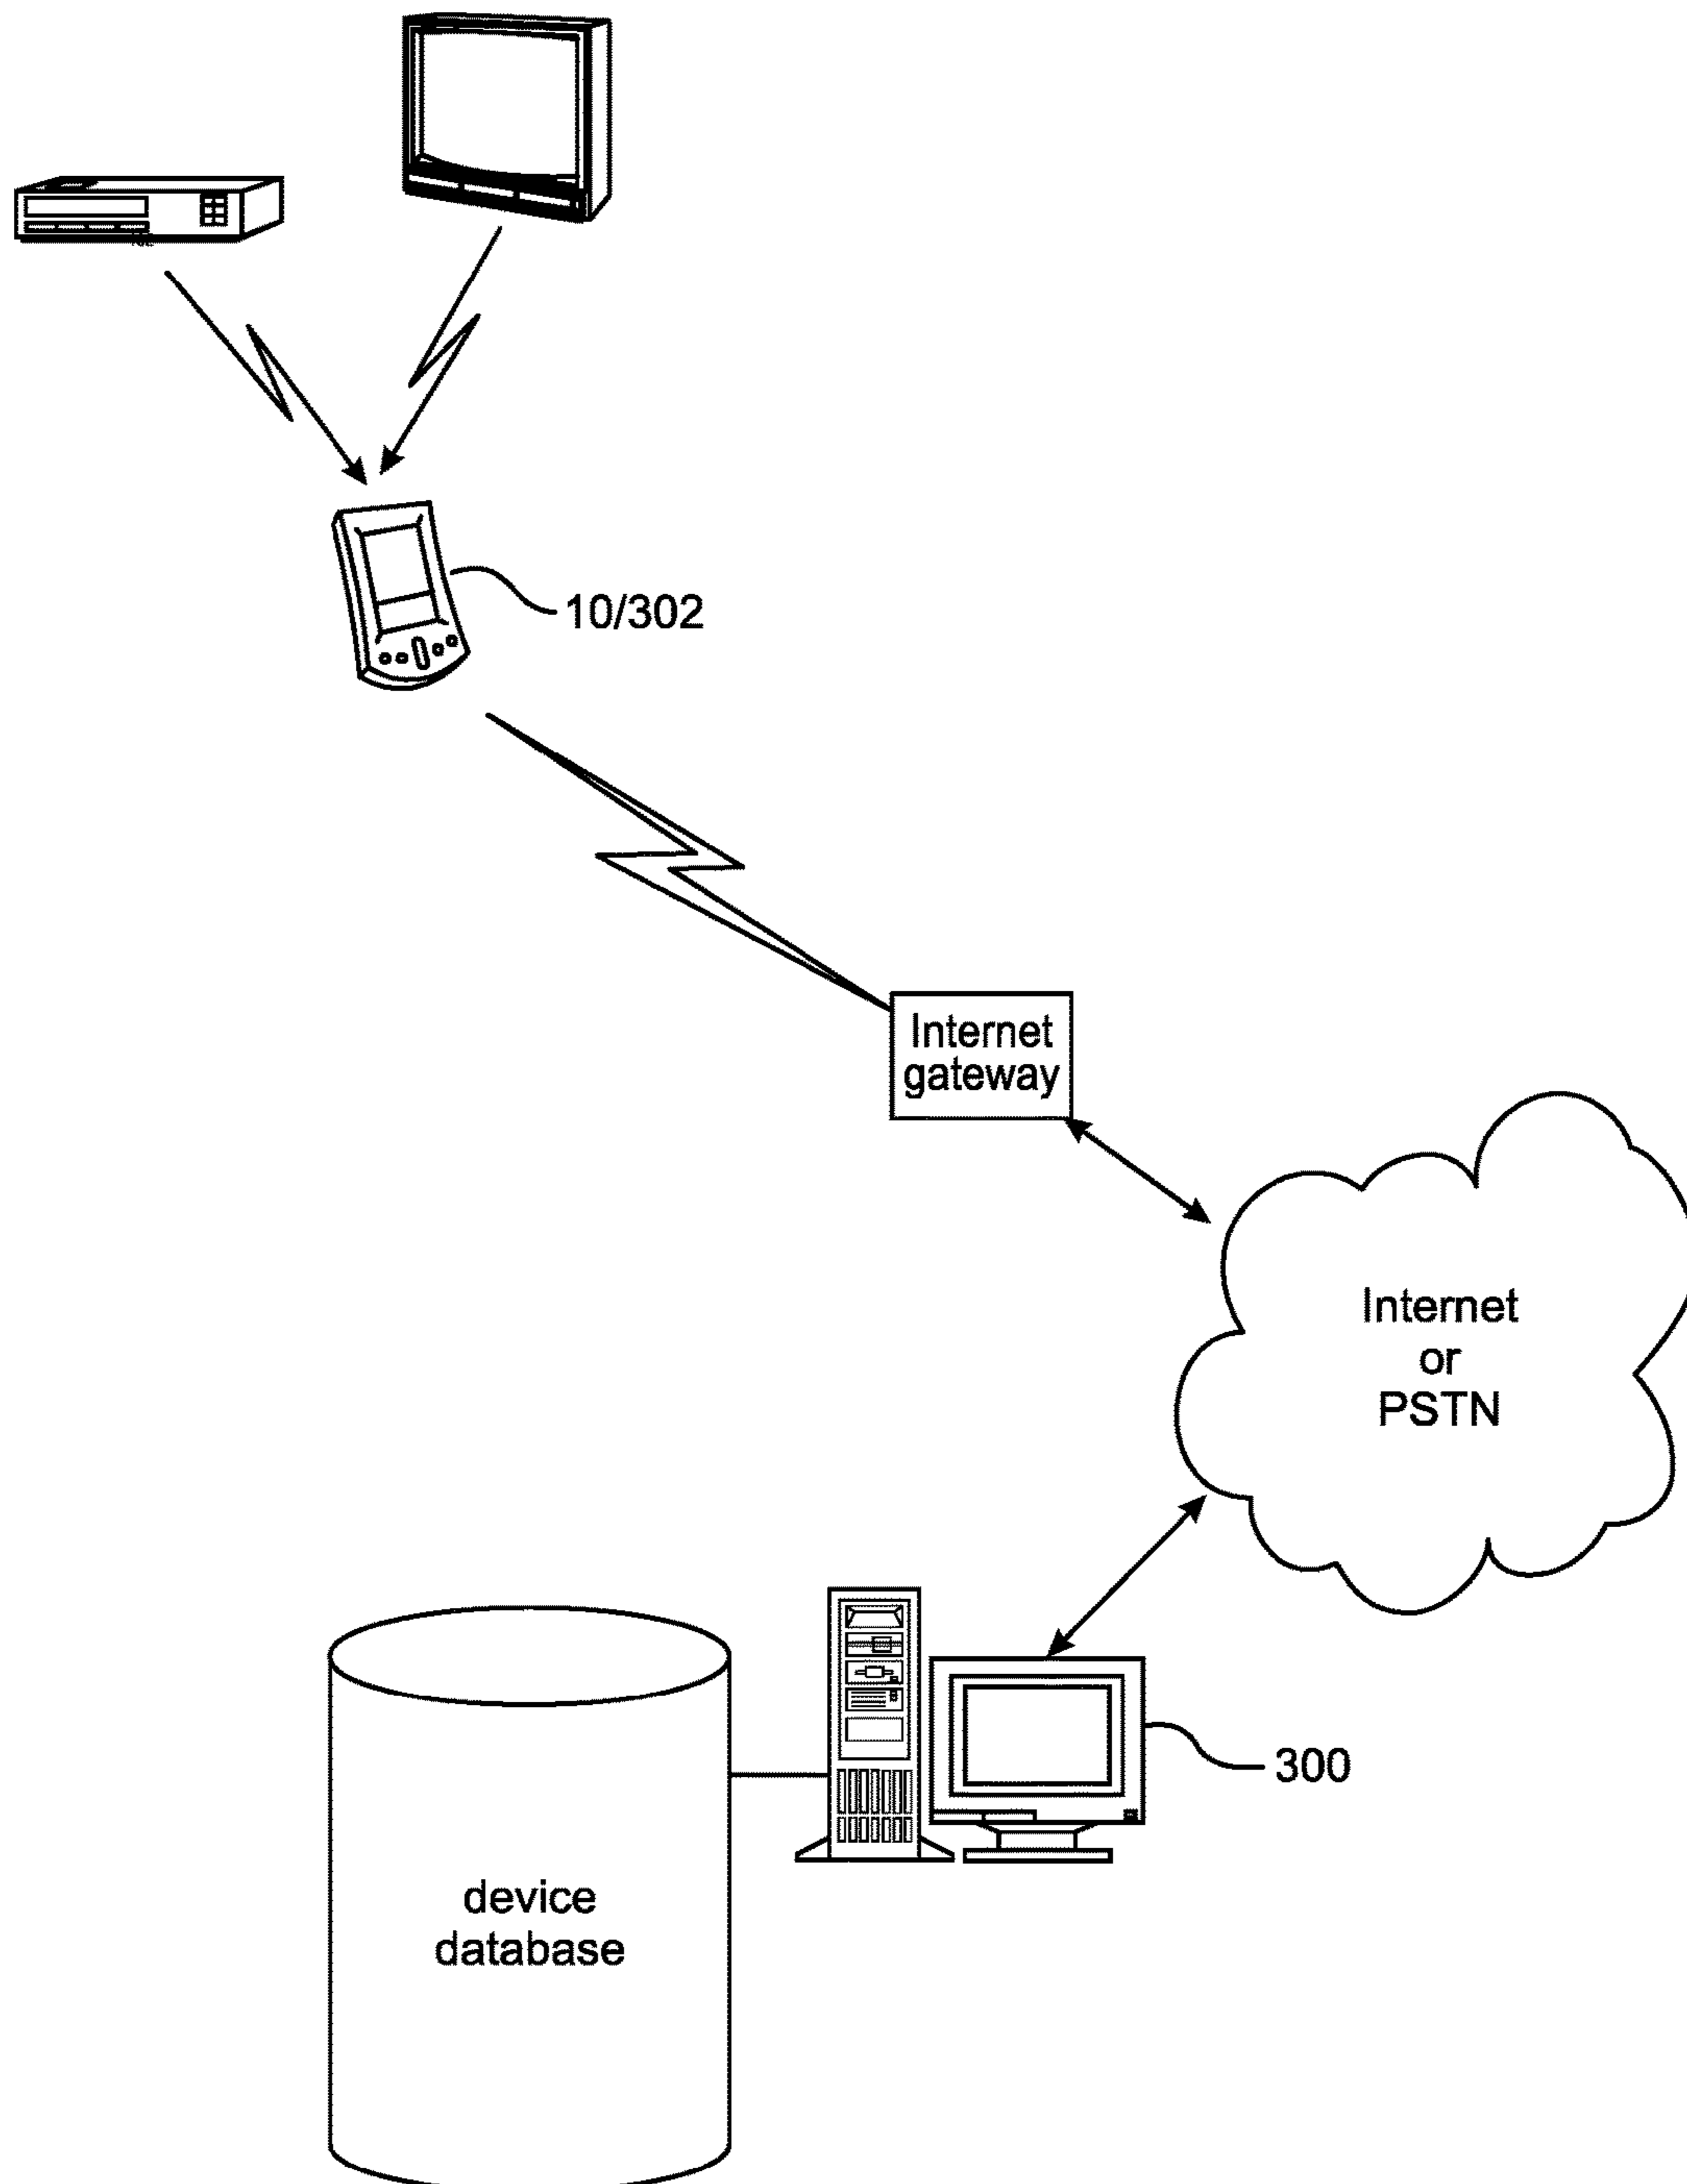 10/302
Internet
gateway
Internet
or
PSTN
300
device
database